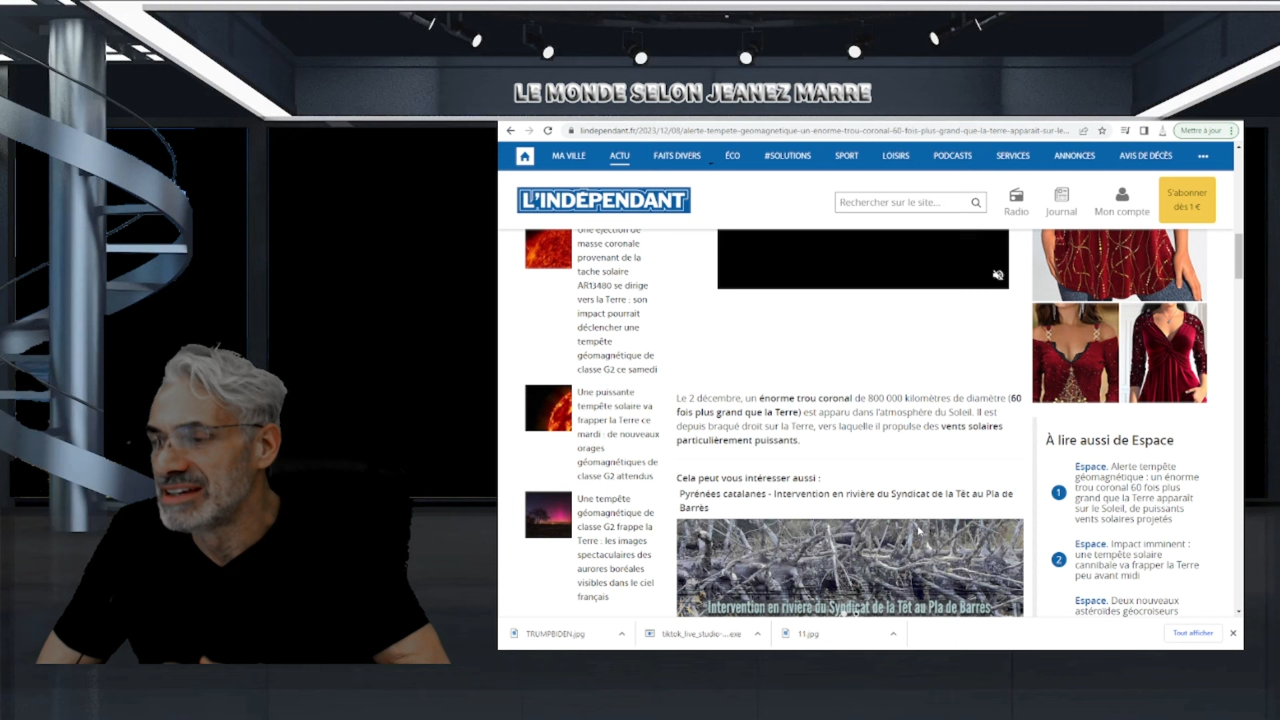 LE MONDE SELON JEANEZ MARRE
lindependant.fr/2023/12/08/alerte-tempete-geomagnetique-un-enorme-trou-coronal-60-fois-plus-grand-que-la-terre-apparait-sur-le...
Mettre à jour
MA VILLE ACTU FAITS DIVERS ÉCO #SOLUTIONS SPORT LOISIRS PODCASTS SERVICES ANNONCES AVIS DE DÉCÈS
L'INDÉPENDANT
Rechercher sur le site...
Radio
Journal
Mon compte
S'abonner
dès 1 €
Une éjection de
masse coronale
provenant de la
tache solaire
AR13480 se dirige
vers la Terre : son
impact pourrait
déclencher une
tempête
géomagnétique de
classe G2 ce samedi
Une puissante
tempête solaire va
frapper la Terre ce
mardi : de nouveaux
orages
géomagnétiques de
classe G2 attendus
Une tempête
géomagnétique de
classe G2 frappe la
Terre : les images
spectaculaires des
aurores boréales
visibles dans le ciel
français
Le 2 décembre, un énorme trou coronal de 800 000 kilomètres de diamètre (60
fois plus grand que la Terre) est apparu dans l'atmosphère du Soleil. Il est
depuis braqué droit sur la Terre, vers laquelle il propulse des vents solaires
particulièrement puissants.
Cela peut vous intéresser aussi :
Pyrénées catalanes - Intervention en rivière du Syndicat de la Têt au Pla de
Barrès
Intervention en rivière du Syndicat de la Têt au Pla de Barrès
À lire aussi de Espace
1
Espace. Alerte tempête
géomagnétique : un énorme
trou coronal 60 fois plus
grand que la Terre apparaît
sur le Soleil, de puissants
vents solaires projetés
2
Espace. Impact imminent :
une tempête solaire
cannibale va frapper la Terre
peu avant midi
Espace. Deux nouveaux
astéroïdes géocroiseurs
TRUMPBIDEN.jpg
tiktok_live_studio-....exe
11.jpg
Tout afficher